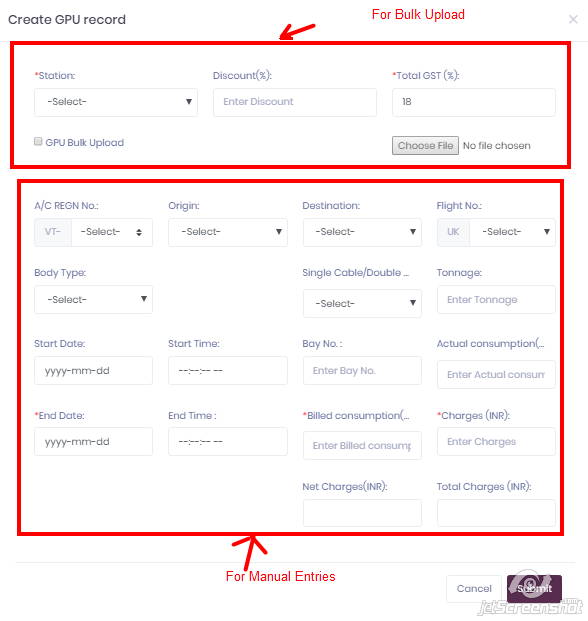 Create GPU record
For Bulk Upload
×
*Station: Discount(%): *Total GST (%):
-Select- Enter Discount 18
GPU Bulk Upload Choose File No file chosen
A/C REGN No.: Origin: Destination: Flight No.:
VT- -Select- -Select- -Select- UK -Select-
Body Type: Single Cable/Double ... Tonnage:
-Select- -Select- Enter Tonnage
Start Date: Start Time: Bay No. : Actual consumption(...
yyyy-mm-dd --:--:-- -- Enter Bay No. Enter Actual consum
*End Date: End Time : *Billed consumption(... *Charges (INR):
yyyy-mm-dd --:--:-- -- Enter Billed consump Enter Charges
Net Charges(INR): Total Charges (INR):
For Manual Entries
Cancel Submit
jetScreenshot